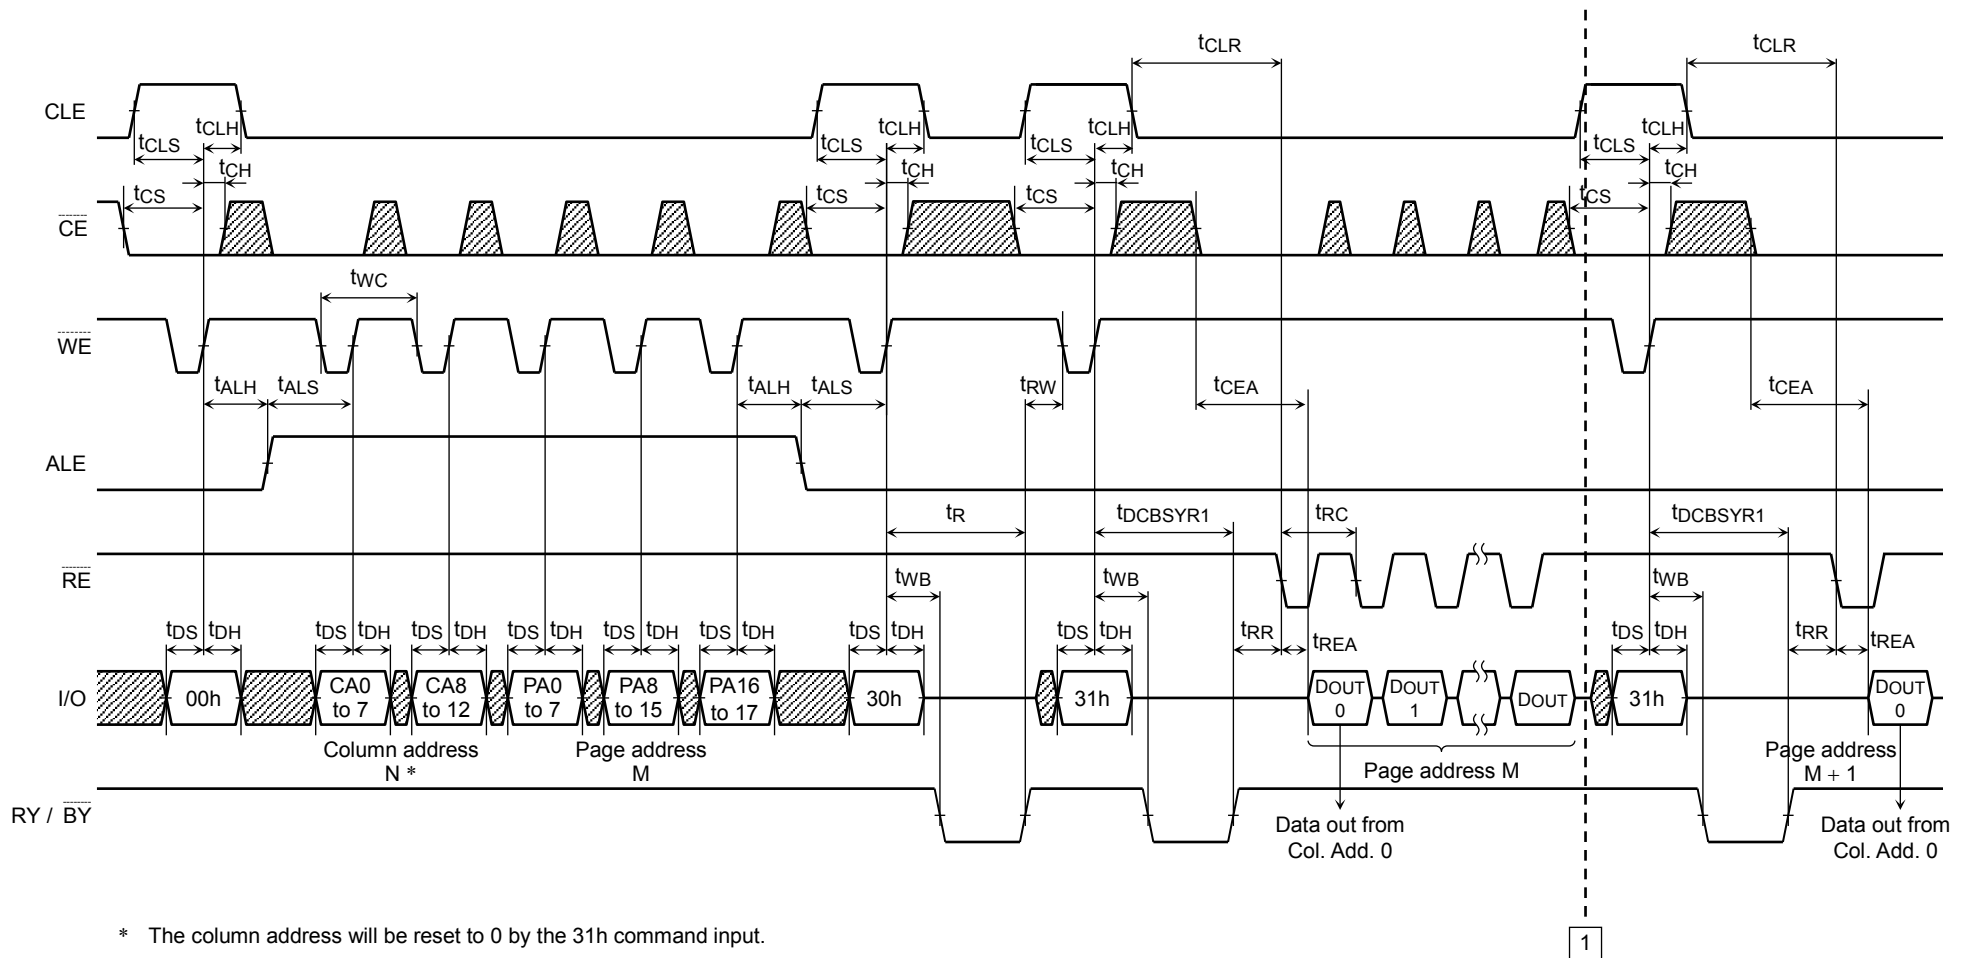 tCLR tCLR
CLE
tCLS tCLH tCLS tCLH tCLS tCLH tCLS tCLH
tCH tCH tCH tCH
tCS tCS tCS tCS
CE
tWC
WE
tALH tALS tALH tALS tRW tCEA tCEA
ALE
tR tDCBSYR1 tRC tDCBSYR1
RE
tWB tWB tWB
tDS tDH tDS tDH tDS tDH tDS tDH tDS tDH tDS tDH tDS tDH tDS tDH tRR tREA tDS tDH tRR tREA
I/O
00h
CA0 to 7
CA8 to 12
PA0 to 7
PA8 to 15
PA16 to 17
30h
31h
DOUT 0
DOUT 1
DOUT
31h
DOUT 0
Column address
N *
Page address
M
Page address M
Page address
M + 1
RY / BY
Data out from
Col. Add. 0
Data out from
Col. Add. 0
* The column address will be reset to 0 by the 31h command input.
1